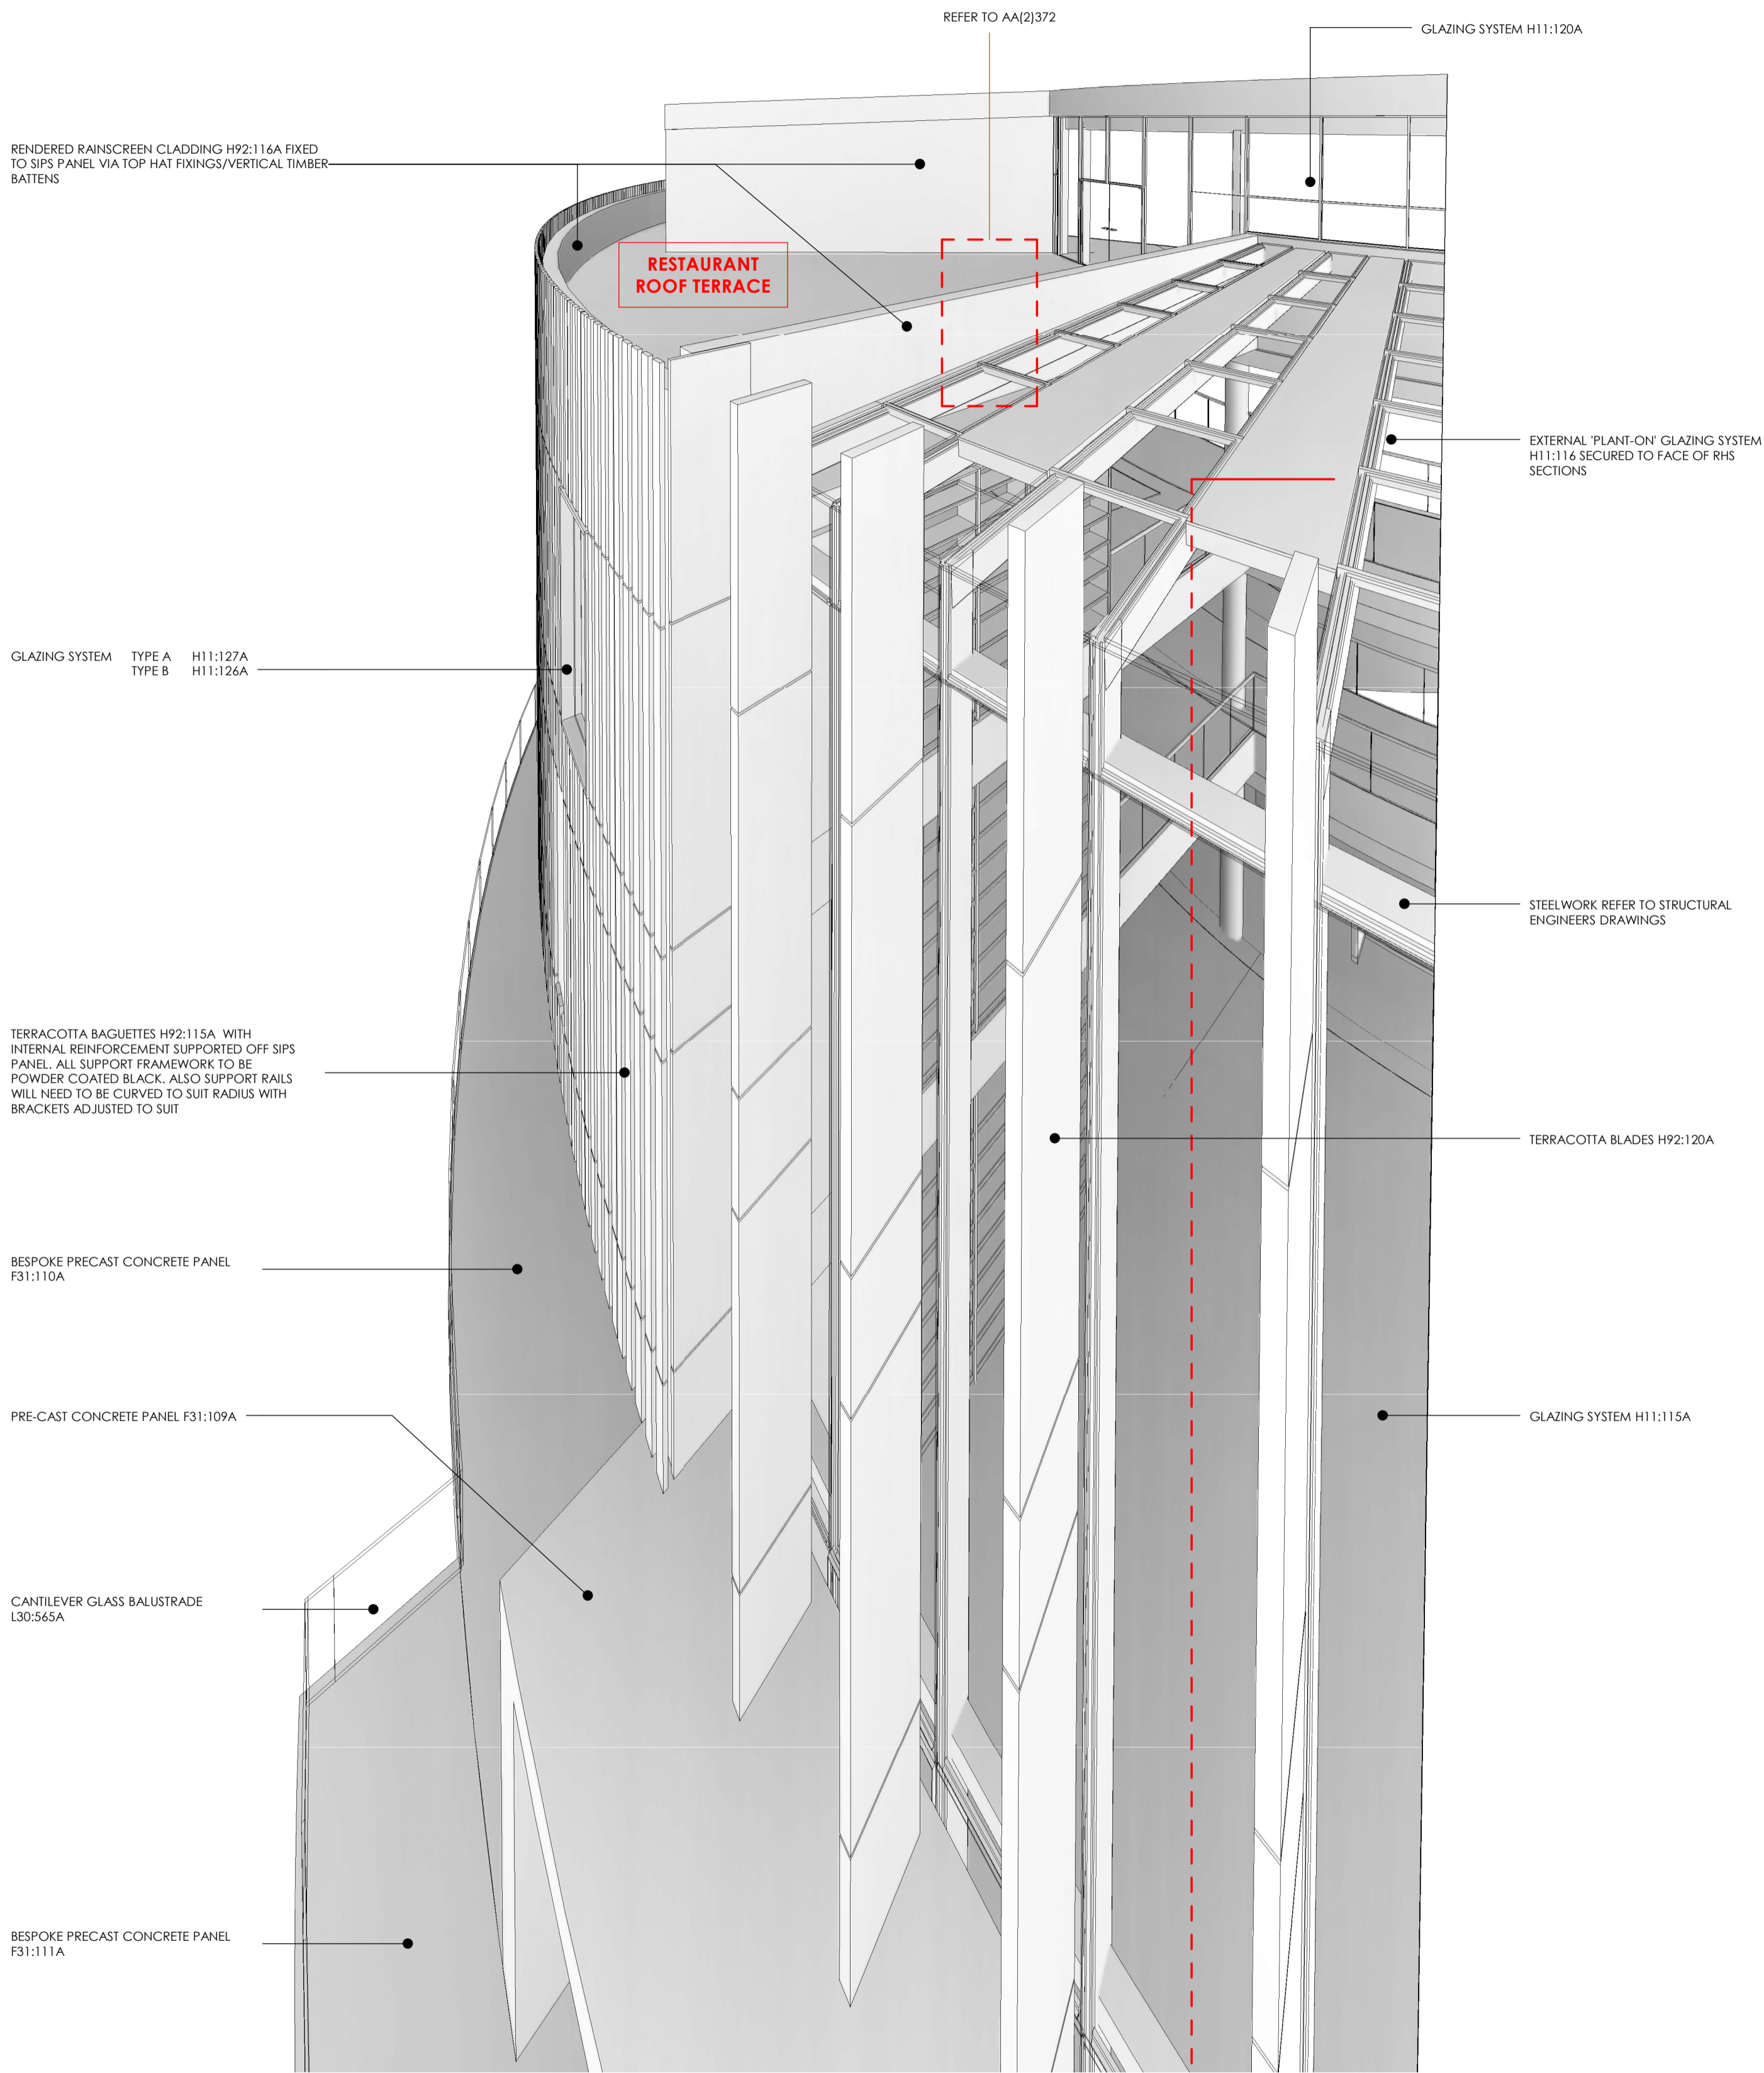 REFER TO AA(2)372
GLAZING SYSTEM H11:120A
RENDERED RAINSCREEN CLADDING H92:116A FIXED
TO SIPS PANEL VIA TOP HAT FIXINGS/VERTICAL TIMBER
BATTENS
RESTAURANT
ROOF TERRACE
EXTERNAL 'PLANT-ON' GLAZING SYSTEM
H11:116 SECURED TO FACE OF RHS
SECTIONS
GLAZING SYSTEM TYPE A H11:127A
TYPE B H11:126A
STEELWORK REFER TO STRUCTURAL
ENGINEERS DRAWINGS
TERRACOTTA BAGUETTES H92:115A WITH
INTERNAL REINFORCEMENT SUPPORTED OFF SIPS
PANEL. ALL SUPPORT FRAMEWORK TO BE
POWDER COATED BLACK. ALSO SUPPORT RAILS
WILL NEED TO BE CURVED TO SUIT RADIUS WITH
BRACKETS ADJUSTED TO SUIT
TERRACOTTA BLADES H92:120A
BESPOKE PRECAST CONCRETE PANEL
F31:110A
PRE-CAST CONCRETE PANEL F31:109A
GLAZING SYSTEM H11:115A
CANTILEVER GLASS BALUSTRADE
L30:565A
BESPOKE PRECAST CONCRETE PANEL
F31:111A